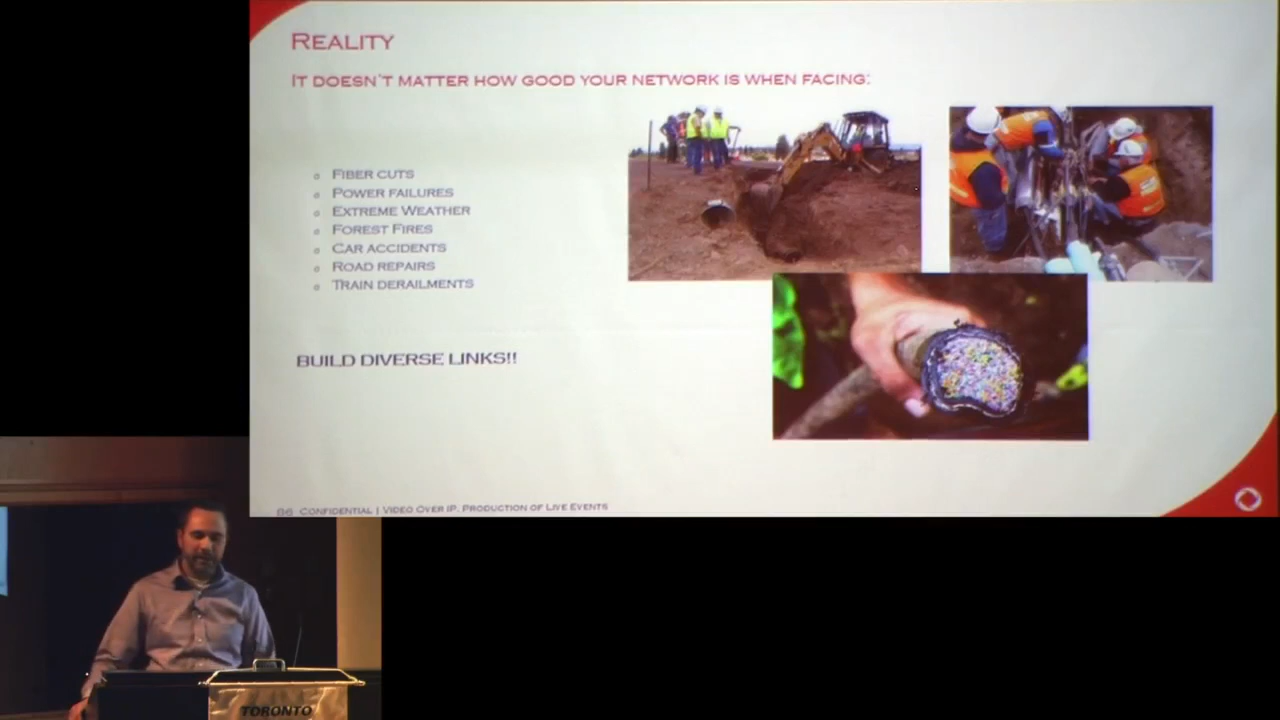 REALITY
IT DOESN'T MATTER HOW GOOD YOUR NETWORK IS WHEN FACING:
FIBER CUTS
POWER FAILURES
EXTREME WEATHER
FOREST FIRES
CAR ACCIDENTS
ROAD REPAIRS
TRAIN DERAILMENTS
BUILD DIVERSE LINKS!!
CONFIDENTIAL | VIDEO OVER IP, PRODUCTION OF LIVE EVENTS
TORONTO